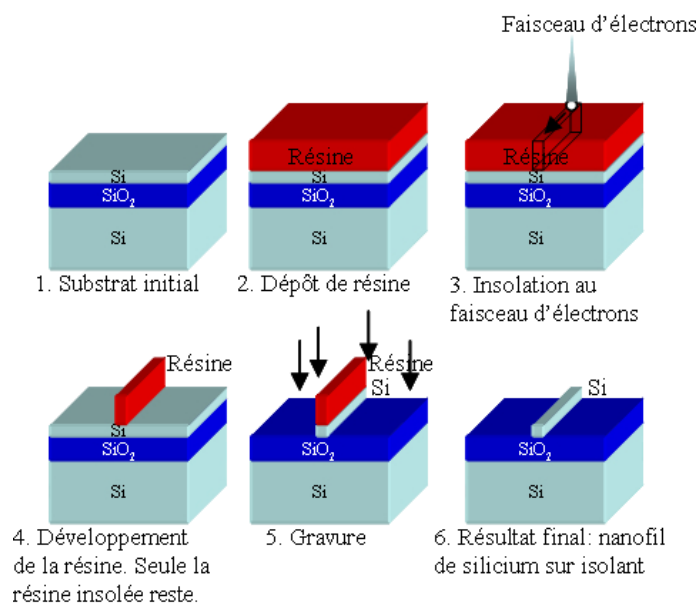 Faisceau d'électrons
Si
SiO2
Si
1. Substrat initial
Résine
Si
SiO2
Si
2. Dépôt de résine
Résine
Si
SiO2
Si
3. Insolation au
faisceau d'électrons
Résine
Si
SiO2
Si
4. Développement
de la résine. Seule la
résine insolée reste.
Résine
Si
SiO2
Si
5. Gravure
Si
SiO2
Si
6. Résultat final: nanofil
de silicium sur isolant